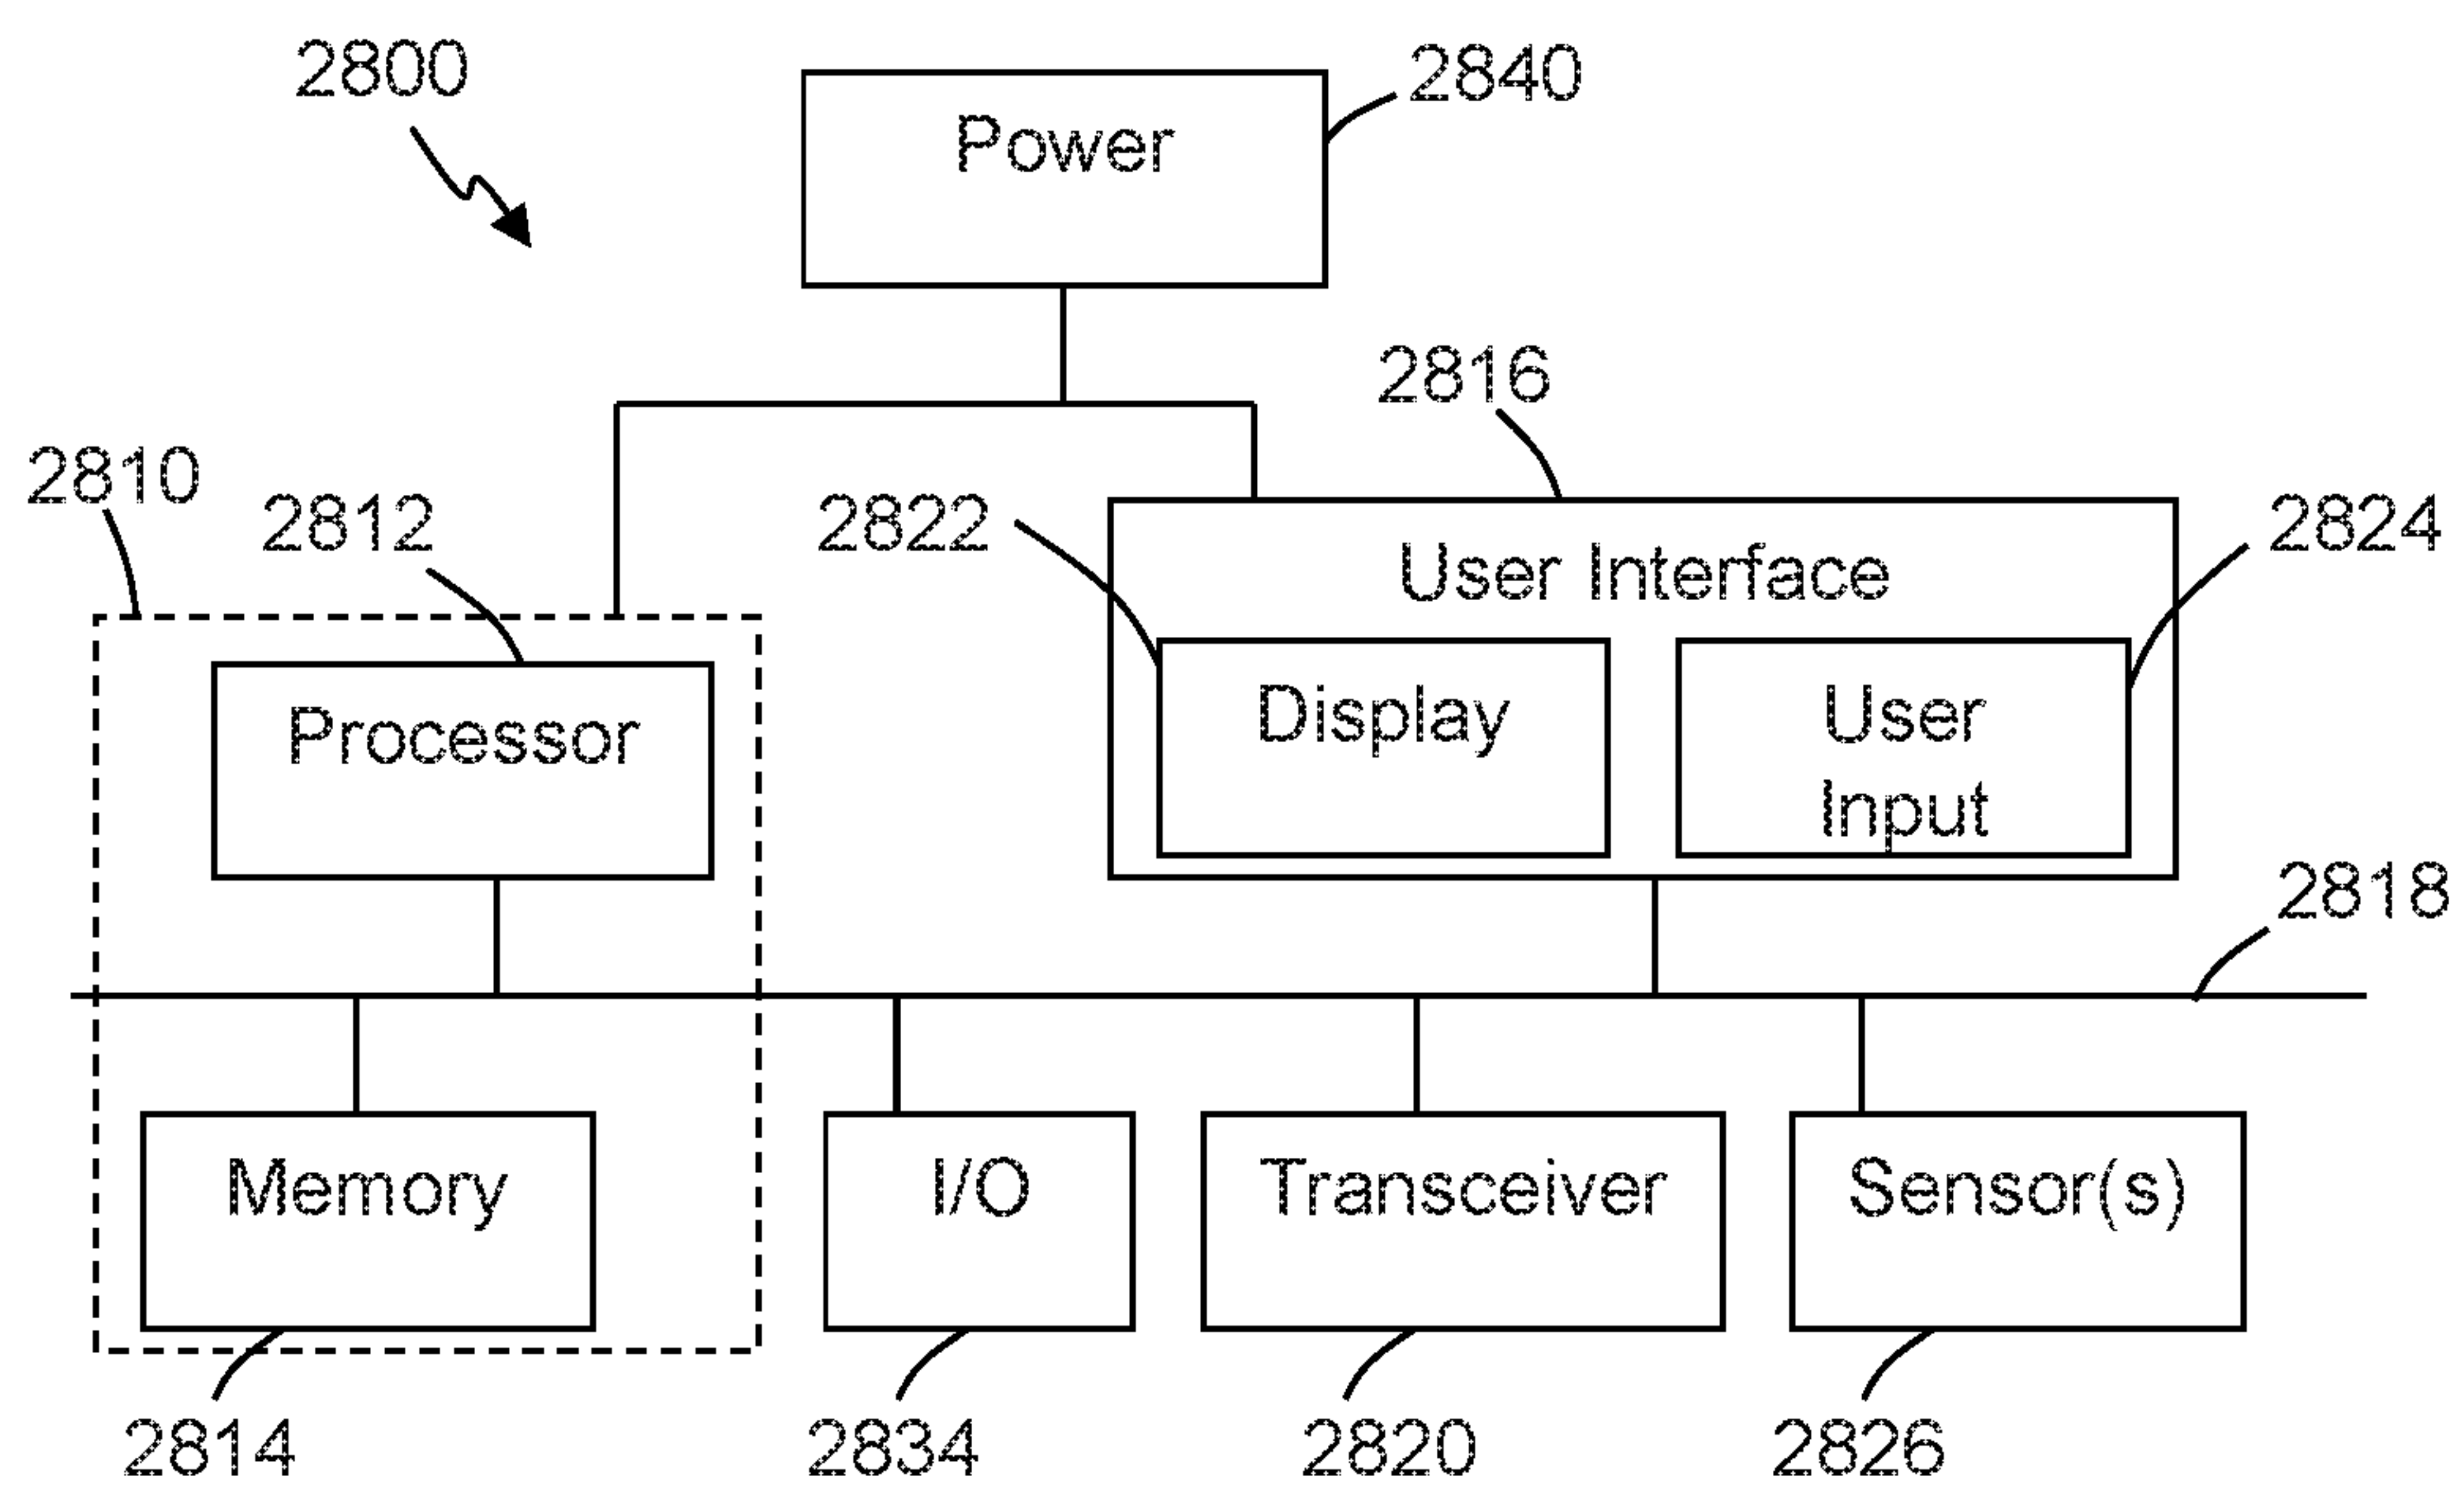 2800
2840
Power
2816
2810
2812
2822
2824
User Interface
Processor
Display
User
Input
2818
Memory
I/O
Transceiver
Sensor(s)
2814
2834
2820
2826